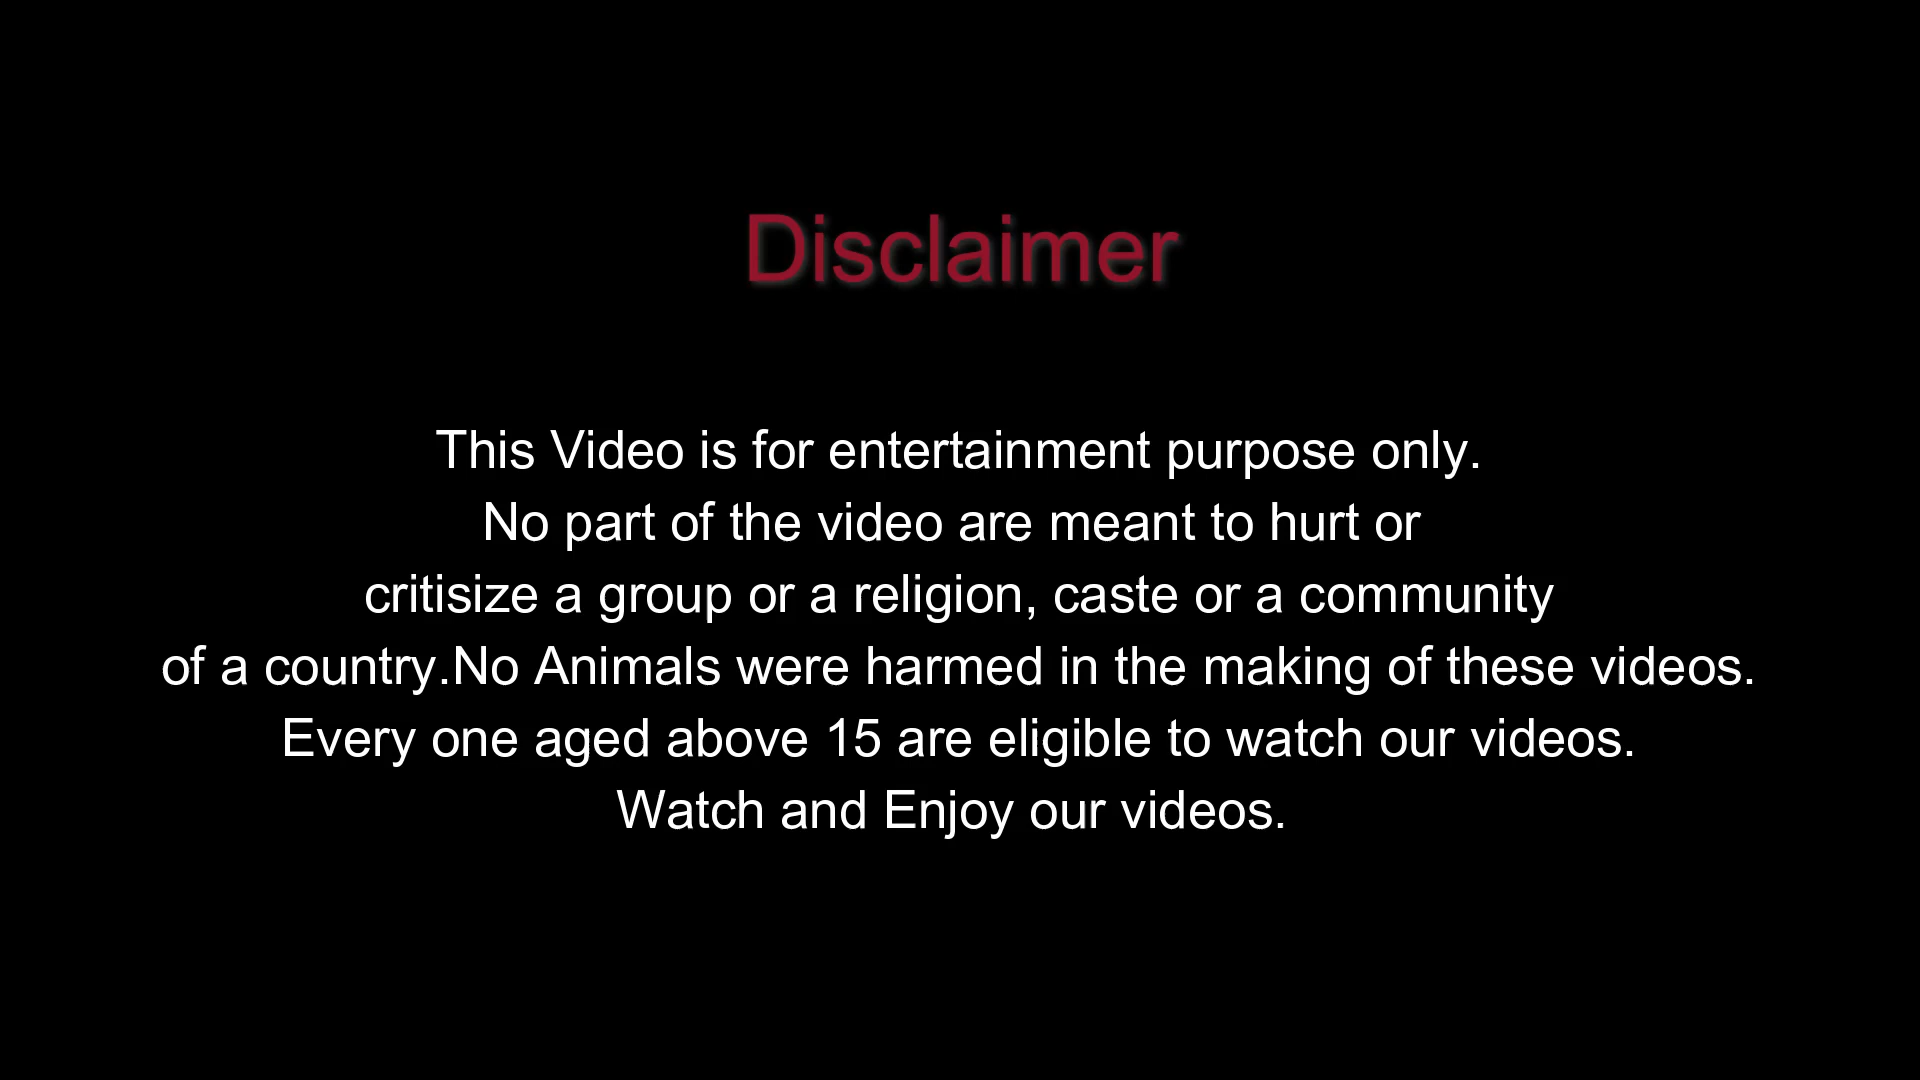 Disclaimer
This Video is for entertainment purpose only.
No part of the video are meant to hurt or
critisize a group or a religion, caste or a community
of a country.No Animals were harmed in the making of these videos.
Every one aged above 15 are eligible to watch our videos.
Watch and Enjoy our videos.